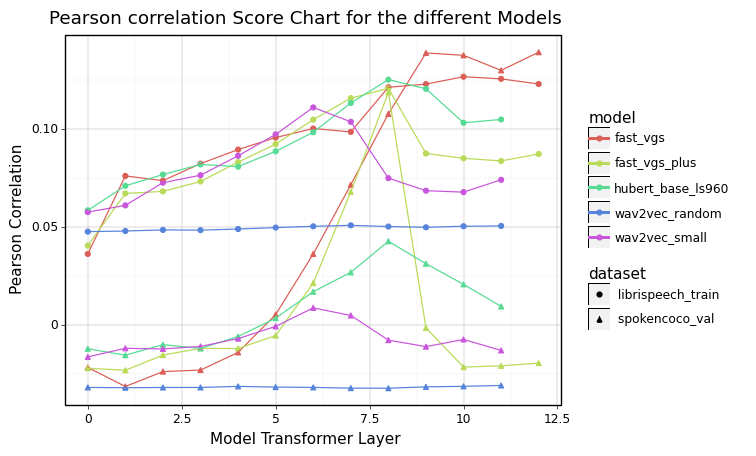 Pearson correlation Score Chart for the different Models
Pearson Correlation
0.10
0.05
0
0
2.5
5
7.5
10
12.5
Model Transformer Layer
model
fast_vgs
fast_vgs_plus
hubert_base_ls960
wav2vec_random
wav2vec_small
dataset
librispeech_train
spokencoco_val